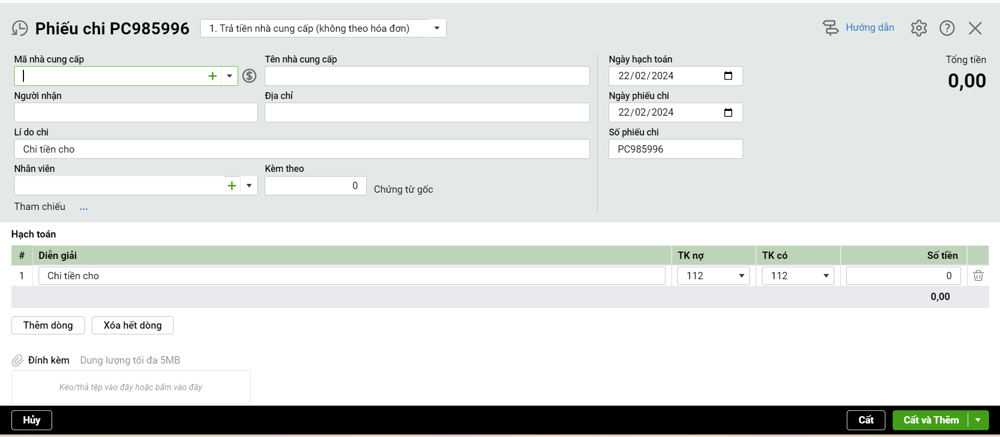 Phiếu chi PC985996
1. Trả tiền nhà cung cấp (không theo hóa đơn)
Hướng dẫn
Mã nhà cung cấp
Tên nhà cung cấp
Ngày hạch toán
22/02/2024
Tổng tiền
0,00
Người nhận
Địa chỉ
Ngày phiếu chi
22/02/2024
Lí do chi
Chi tiền cho
Số phiếu chi
PC985996
Nhân viên
Kèm theo
0
Chứng từ gốc
Tham chiếu ...
Hạch toán
# Diễn giải TK nợ TK có Số tiền
1 Chi tiền cho 112 112 0
0,00
Thêm dòng Xóa hết dòng
Đính kèm Dung lượng tối đa 5MB
Kéo/thả tệp vào đây hoặc bấm vào đây
Hủy Cất Cất và Thêm